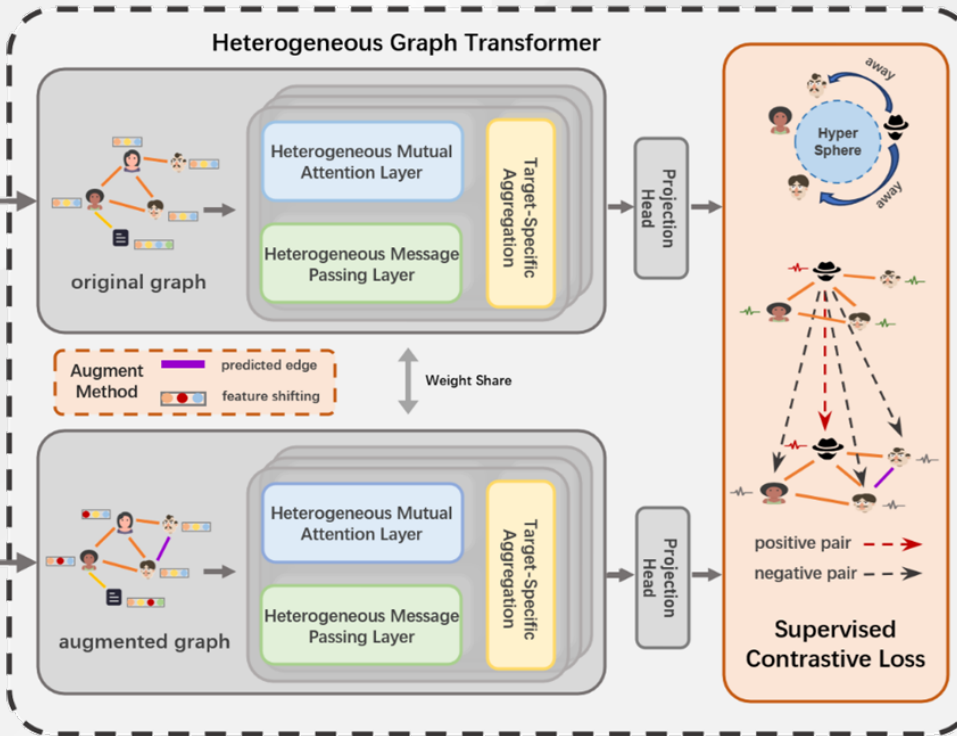 Heterogeneous Graph Transformer
original graph
Heterogeneous Mutual
Attention Layer
Heterogeneous Message
Passing Layer
Target-Specific
Aggregation
Projection
Head
away
Hyper
Sphere
away
Augment
Method
predicted edge
feature shifting
Weight Share
augmented graph
Heterogeneous Mutual
Attention Layer
Heterogeneous Message
Passing Layer
Target-Specific
Aggregation
Projection
Head
positive pair
negative pair
Supervised
Contrastive Loss